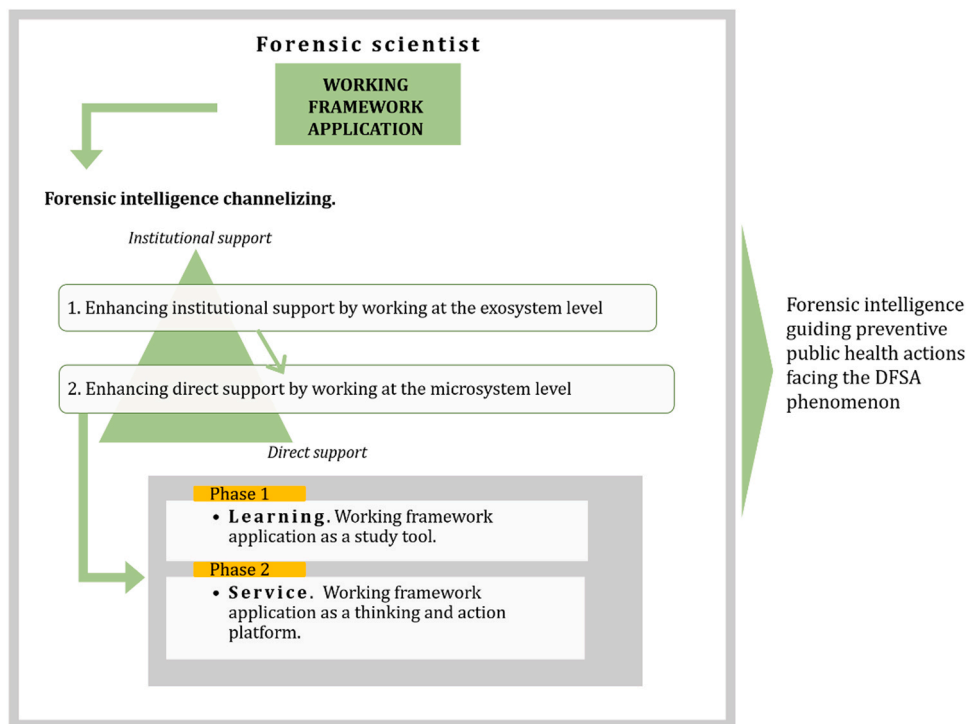 Forensic scientist
WORKING
FRAMEWORK
APPLICATION
Forensic intelligence channelizing.
Institutional support
1. Enhancing institutional support by working at the exosystem level
2. Enhancing direct support by working at the microsystem level
Direct support
Phase 1
• Learning. Working framework
application as a study tool.
Phase 2
• Service. Working framework
application as a thinking and action
platform.
Forensic intelligence
guiding preventive
public health actions
facing the DFSA
phenomenon